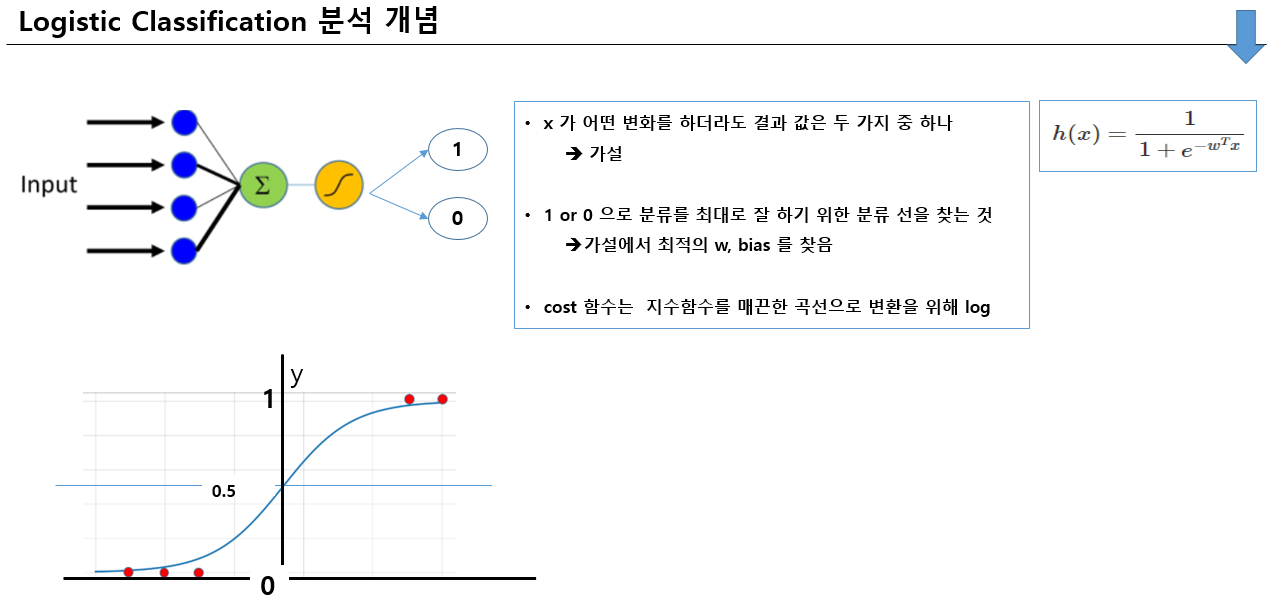 Logistic Classification 분석 개념
Input
Σ
1
0
• x 가 어떤 변화를 하더라도 결과 값은 두 가지 중 하나
➔ 가설
• 1 or 0 으로 분류를 최대로 잘 하기 위한 분류 선을 찾는 것
➔가설에서 최적의 w, bias 를 찾음
• cost 함수는 지수함수를 매끈한 곡선으로 변환을 위해 log
h(x) = 1 / (1 + e^{-w^T x})
y
1
0.5
0